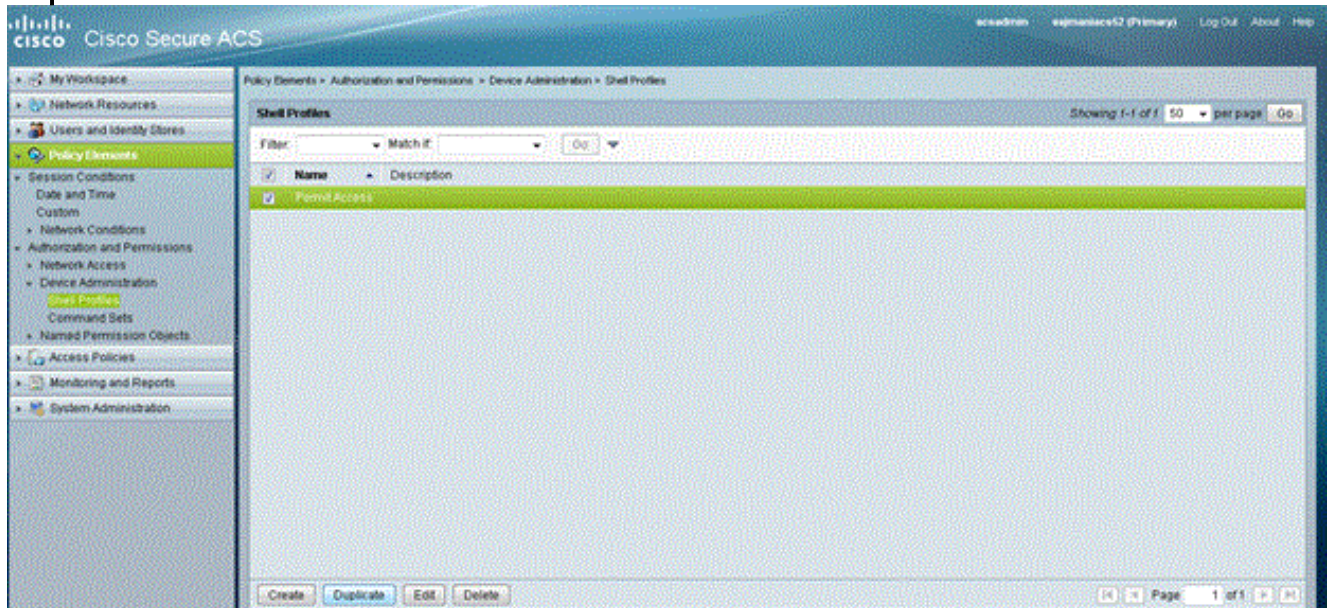 cisco Cisco Secure ACS
acsadmin (Primary) Log Out About Help
My Workspace
Network Resources
Users and Identity Stores
Policy Elements
Session Conditions
Date and Time
Custom
Network Conditions
Authorization and Permissions
Network Access
Device Administration
Shell Profiles
Command Sets
Named Permission Objects
Access Policies
Monitoring and Reports
System Administration
Policy Elements > Authorization and Permissions > Device Administration > Shell Profiles
Shell Profiles Showing 1-1 of 1 50 per page Go
Filter: Match if: Go
Name Description
Permit Access
Create Duplicate Edit Delete Page 1 of 1